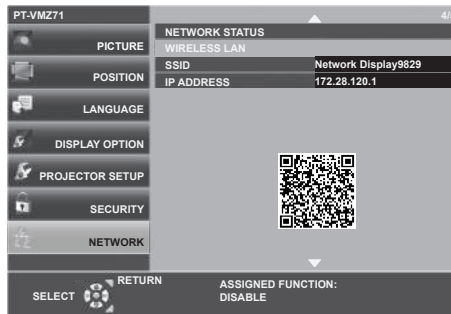 PT-VMZ71
4/
PICTURE
POSITION
LANGUAGE
DISPLAY OPTION
PROJECTOR SETUP
SECURITY
NETWORK
NETWORK STATUS
WIRELESS LAN
SSID Network Display9829
IP ADDRESS 172.28.120.1
RETURN
SELECT
ASSIGNED FUNCTION:
DISABLE